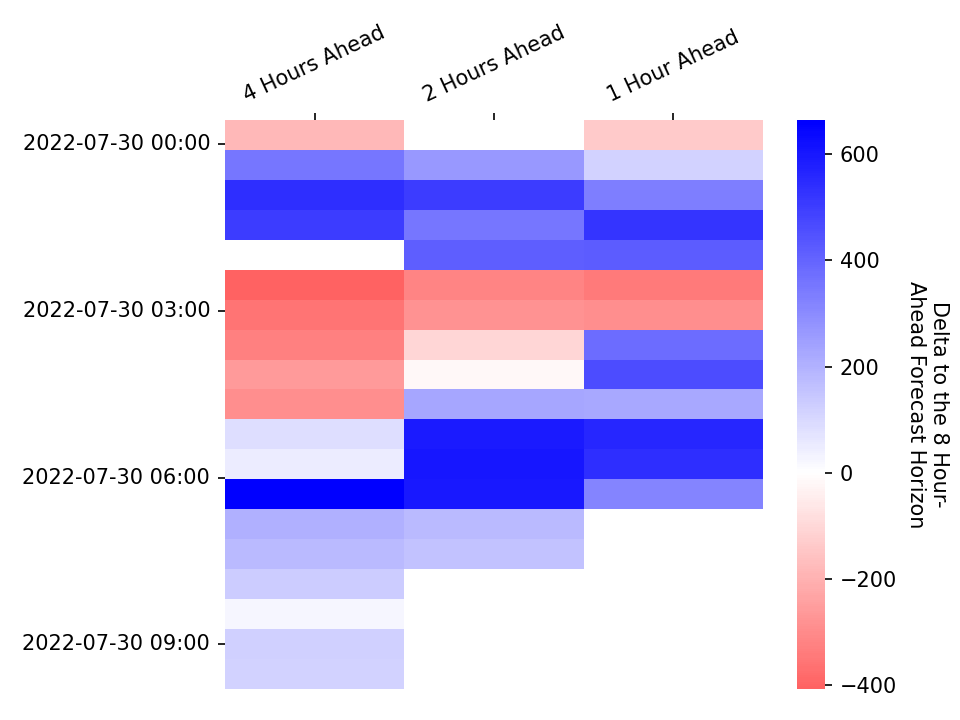 4 Hours Ahead
2 Hours Ahead
1 Hour Ahead
2022-07-30 00:00
2022-07-30 03:00
2022-07-30 06:00
2022-07-30 09:00
600
400
200
0
−200
−400
Delta to the 8 Hour-
Ahead Forecast Horizon